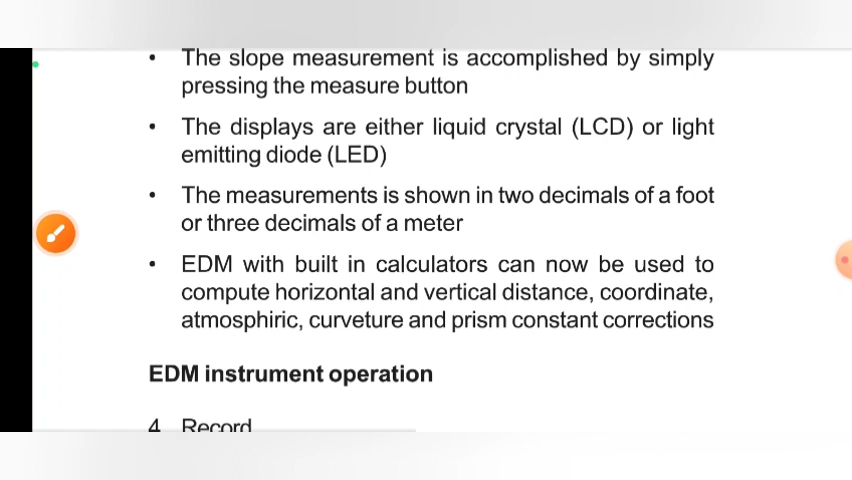 • The slope measurement is accomplished by simply
pressing the measure button
• The displays are either liquid crystal (LCD) or light
emitting diode (LED)
• The measurements is shown in two decimals of a foot
or three decimals of a meter
• EDM with built in calculators can now be used to
compute horizontal and vertical distance, coordinate,
atmosphiric, curveture and prism constant corrections
EDM instrument operation
4 Record